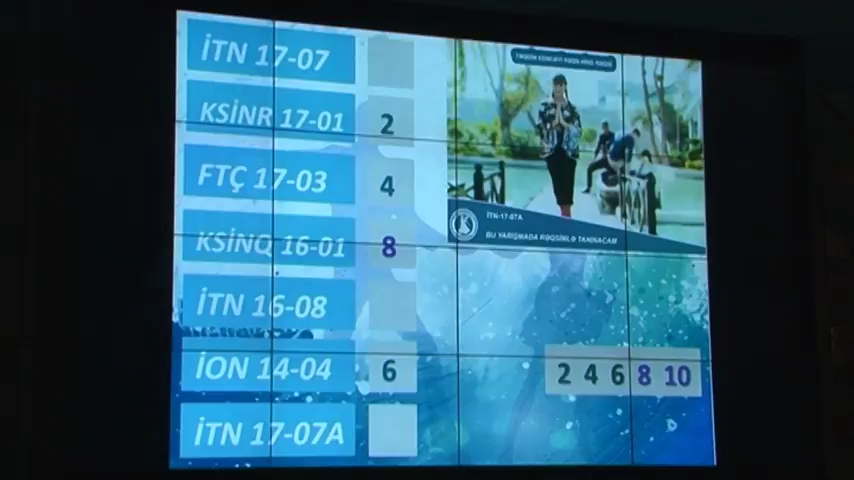 İTN 17-07
KSİNR 17-01 2
FTÇ 17-03 4
KSİNQ 16-01 8
İTN 16-08
İON 14-04 6
İTN 17-07A
İTN-17-07A
BU YARIŞMADA RƏQSİMLƏ TANINACAM
2 4 6 8 10